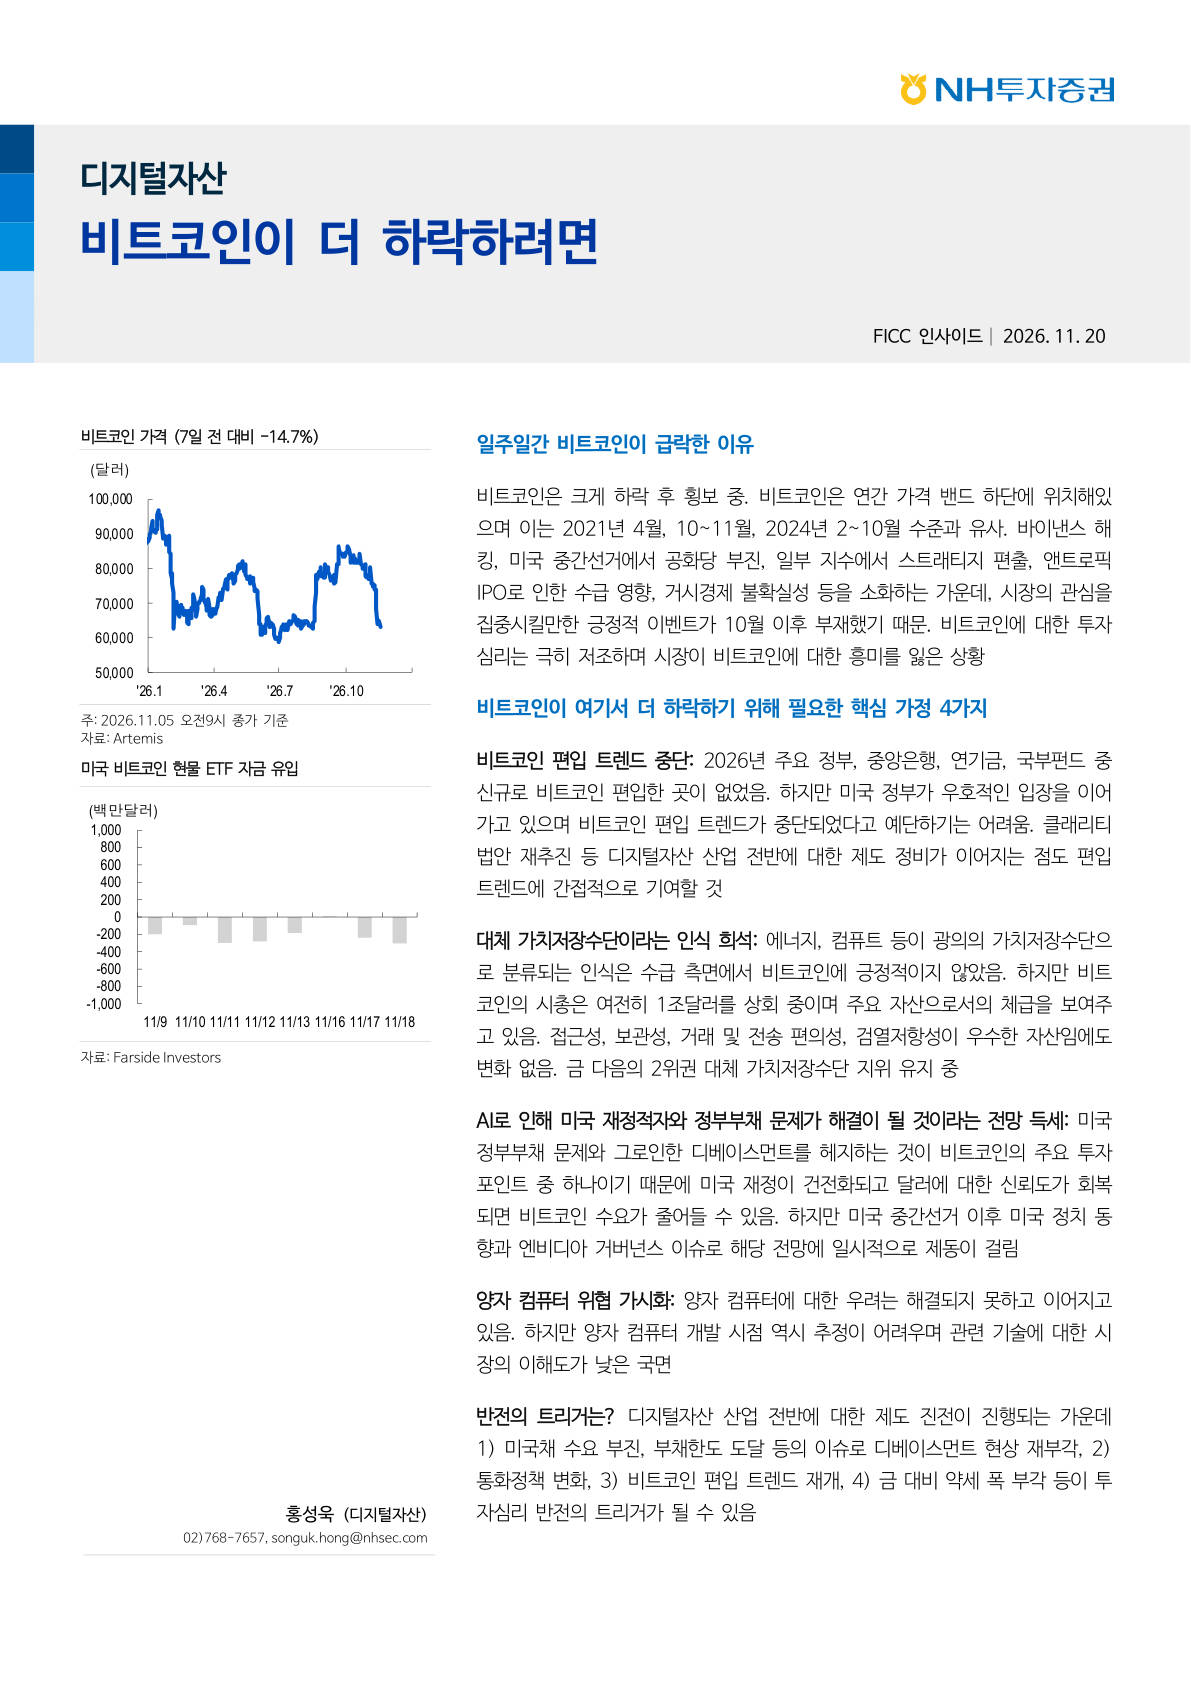 NH투자증권
디지털자산
비트코인이 더 하락하려면
FICC 인사이드 | 2026. 11. 20
비트코인 가격 (7일 전 대비 -14.7%)
(달러)
100,000
90,000
80,000
70,000
60,000
50,000
'26.1 '26.4 '26.7 '26.10
주: 2026.11.05 오전9시 종가 기준
자료: Artemis
미국 비트코인 현물 ETF 자금 유입
(백만달러)
1,000
800
600
400
200
0
-200
-400
-600
-800
-1,000
11/9 11/10 11/11 11/12 11/13 11/16 11/17 11/18
자료: Farside Investors
홍성욱 (디지털자산)
02)768-7657, songuk.hong@nhsec.com
일주일간 비트코인이 급락한 이유
비트코인은 크게 하락 후 횡보 중. 비트코인은 연간 가격 밴드 하단에 위치해있
으며 이는 2021년 4월, 10~11월, 2024년 2~10월 수준과 유사. 바이낸스 해
킹, 미국 중간선거에서 공화당 부진, 일부 지수에서 스트래티지 편출, 앤트로픽
IPO로 인한 수급 영향, 거시경제 불확실성 등을 소화하는 가운데, 시장의 관심을
집중시킬만한 긍정적 이벤트가 10월 이후 부재했기 때문. 비트코인에 대한 투자
심리는 극히 저조하며 시장이 비트코인에 대한 흥미를 잃은 상황
비트코인이 여기서 더 하락하기 위해 필요한 핵심 가정 4가지
비트코인 편입 트렌드 중단: 2026년 주요 정부, 중앙은행, 연기금, 국부펀드 중
신규로 비트코인 편입한 곳이 없었음. 하지만 미국 정부가 우호적인 입장을 이어
가고 있으며 비트코인 편입 트렌드가 중단되었다고 예단하기는 어려움. 클래리티
법안 재추진 등 디지털자산 산업 전반에 대한 제도 정비가 이어지는 점도 편입
트렌드에 간접적으로 기여할 것
대체 가치저장수단이라는 인식 희석: 에너지, 컴퓨트 등이 광의의 가치저장수단으
로 분류되는 인식은 수급 측면에서 비트코인에 긍정적이지 않았음. 하지만 비트
코인의 시총은 여전히 1조달러를 상회 중이며 주요 자산으로서의 체급을 보여주
고 있음. 접근성, 보관성, 거래 및 전송 편의성, 검열저항성이 우수한 자산임에도
변화 없음. 금 다음의 2위권 대체 가치저장수단 지위 유지 중
AI로 인해 미국 재정적자와 정부부채 문제가 해결이 될 것이라는 전망 득세: 미국
정부부채 문제와 그로인한 디베이스먼트를 헤지하는 것이 비트코인의 주요 투자
포인트 중 하나이기 때문에 미국 재정이 건전화되고 달러에 대한 신뢰도가 회복
되면 비트코인 수요가 줄어들 수 있음. 하지만 미국 중간선거 이후 미국 정치 동
향과 엔비디아 거버넌스 이슈로 해당 전망에 일시적으로 제동이 걸림
양자 컴퓨터 위협 가시화: 양자 컴퓨터에 대한 우려는 해결되지 못하고 이어지고
있음. 하지만 양자 컴퓨터 개발 시점 역시 추정이 어려우며 관련 기술에 대한 시
장의 이해도가 낮은 국면
반전의 트리거는? 디지털자산 산업 전반에 대한 제도 진전이 진행되는 가운데
1) 미국채 수요 부진, 부채한도 도달 등의 이슈로 디베이스먼트 현상 재부각, 2)
통화정책 변화, 3) 비트코인 편입 트렌드 재개, 4) 금 대비 약세 폭 부각 등이 투
자심리 반전의 트리거가 될 수 있음